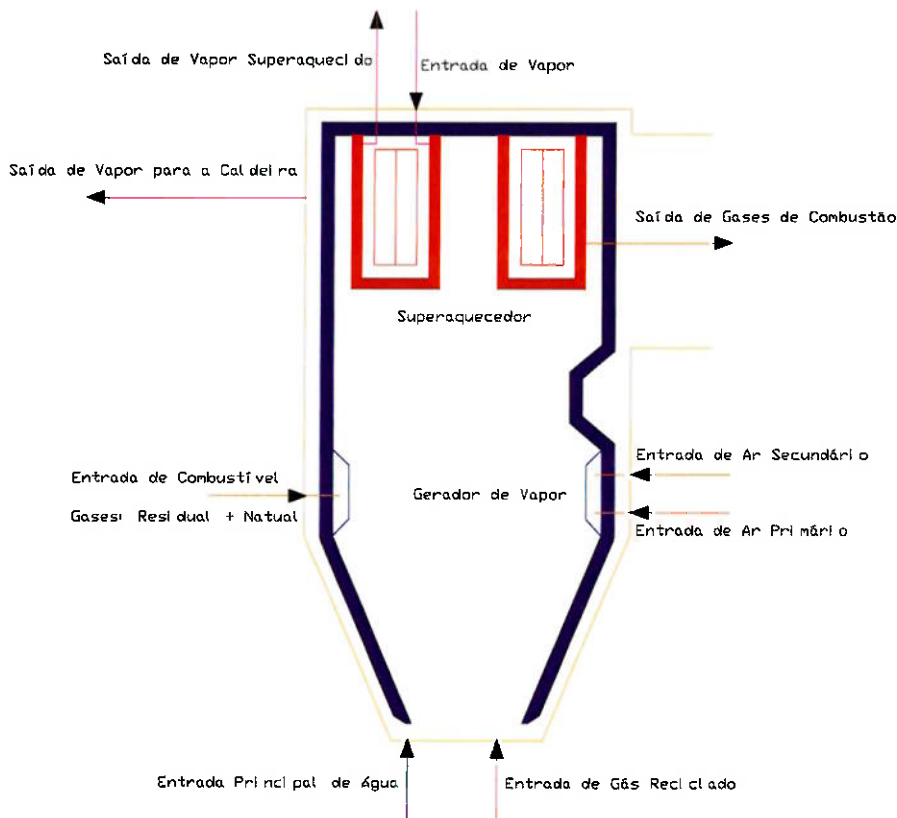 Saída de Vapor Superaquecido
Entrada de Vapor
Saída de Vapor para a Caldeira
Saída de Gases de Combustão
Superaquecedor
Entrada de Combustível
Gases: Residual + Natual
Gerador de Vapor
Entrada de Ar Secundário
Entrada de Ar Primário
Entrada Principal de Água
Entrada de Gás Reciclado